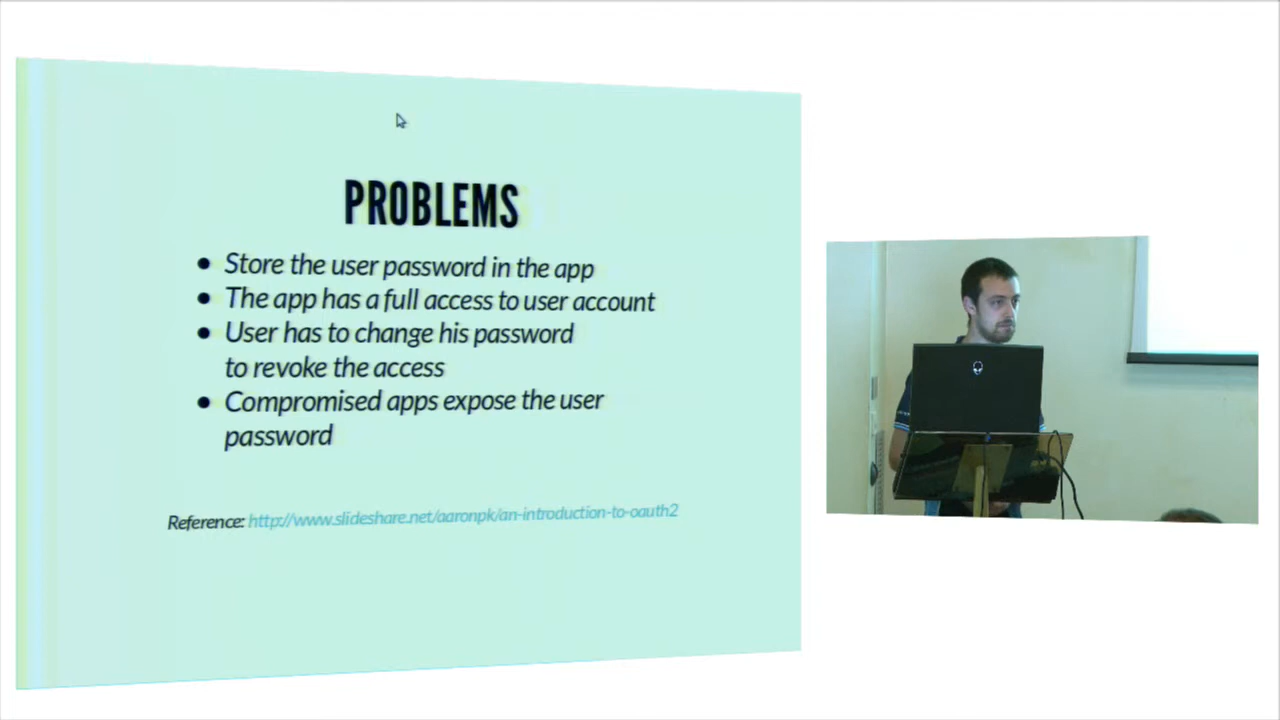 PROBLEMS
Store the user password in the app
The app has a full access to user account
User has to change his password
to revoke the access
Compromised apps expose the user
password
Reference: http://www.slideshare.net/aaronpk/an-introduction-to-oauth2